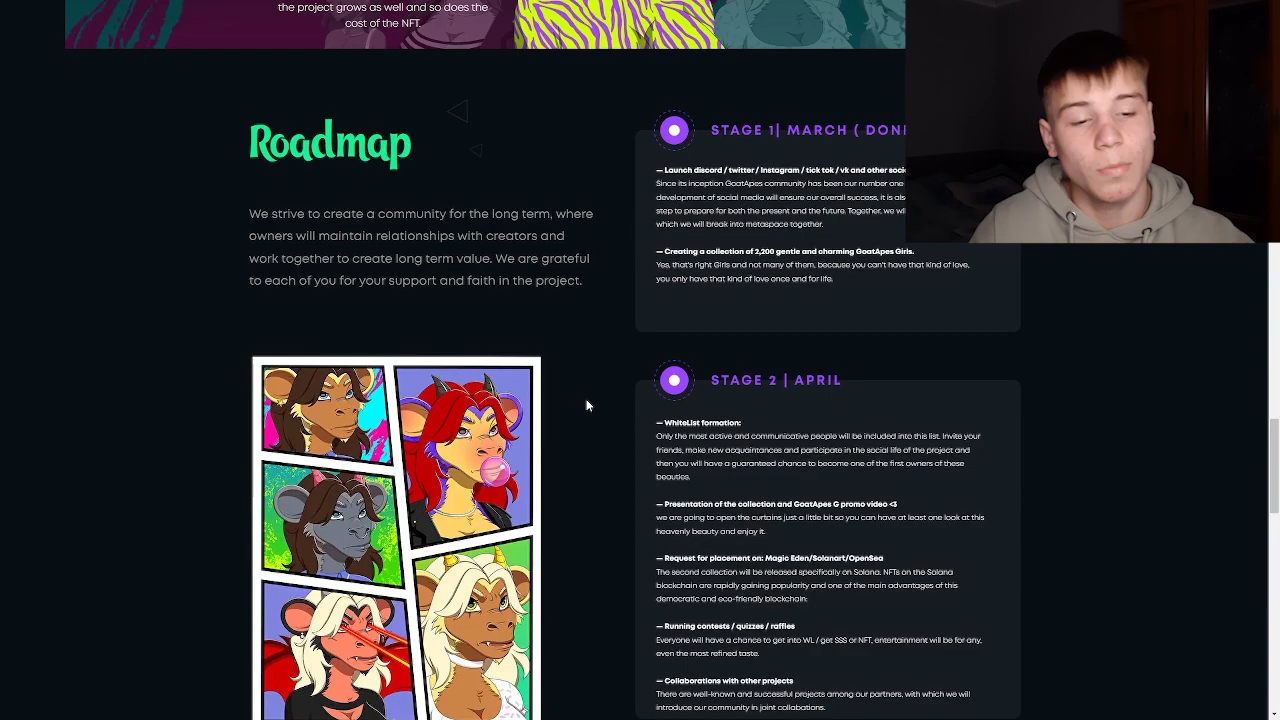 the project grows as well and so does the
cost of the NFT.
Roadmap
We strive to create a community for the long term, where
owners will maintain relationships with creators and
work together to create long term value. We are grateful
to each of you for your support and faith in the project.
STAGE 1| MARCH ( DON
— Launch discord / twitter / Instagram / tick tok / vk and other soci
Since its inception GoatApes community has been our number one
development of social media will ensure our overall success, it is als
step to prepare for both the present and the future. Together, we wi
which we will break into metaspace together.
— Creating a collection of 2,200 gentle and charming GoatApes Girls.
Yes, that's right Girls and not many of them, because you can't have that kind of love,
you only have that kind of love once and for life.
STAGE 2 | APRIL
— WhiteList formation:
Only the most active and communicative people will be included into this list. Invite your
friends, make new acquaintances and participate in the social life of the project and
then you will have a guaranteed chance to become one of the first owners of these
beauties.
— Presentation of the collection and GoatApes G promo video <3
we are going to open the curtains just a little bit so you can have at least one look at this
heavenly beauty and enjoy it.
— Request for placement on: Magic Eden/Solanart/OpenSea
The second collection will be released specifically on Solana. NFTs on the Solana
blockchain are rapidly gaining popularity and one of the main advantages of this
democratic and eco-friendly blockchain:
— Running contests / quizzes / raffles
Everyone will have a chance to get into WL / get $$$ or NFT, entertainment will be for any,
even the most refined taste.
— Collaborations with other projects
There are well-known and successful projects among our partners, with which we will
introduce our community in joint collabations.